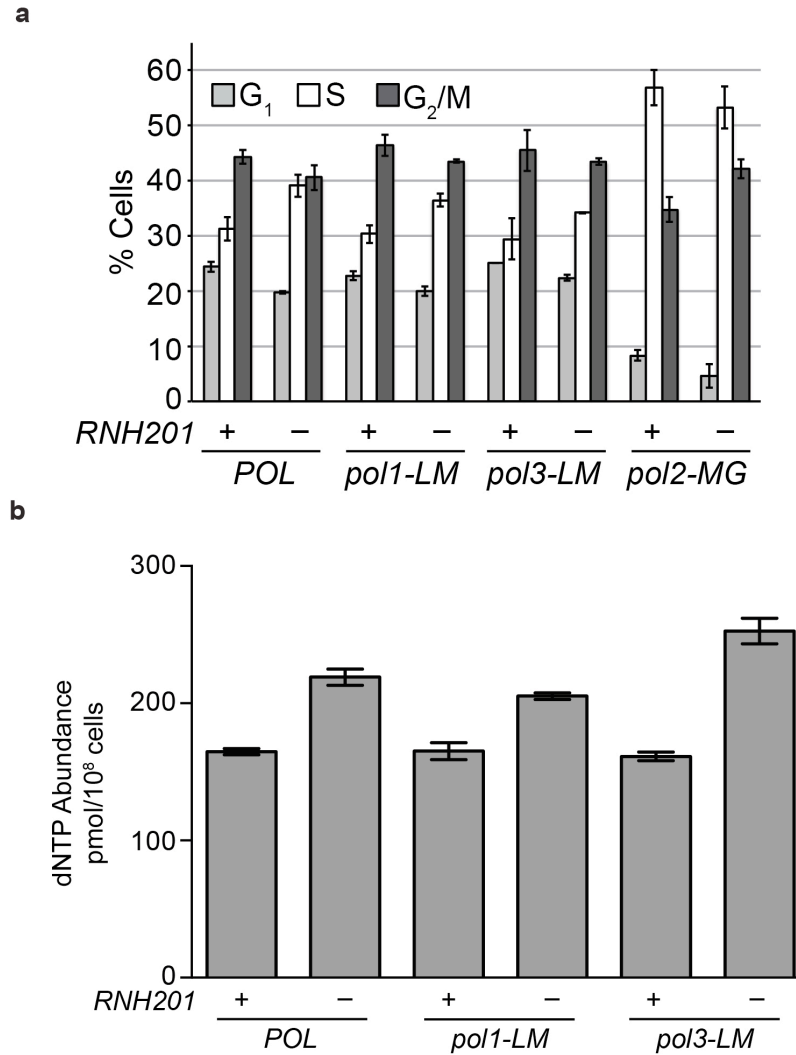 a
60
50
40
30
20
10
0
% Cells
G1 S G2/M
RNH201 + − + − + − + −
POL pol1-LM pol3-LM pol2-MG
b
300
200
100
0
dNTP Abundance
pmol/10⁸ cells
RNH201 + − + − + −
POL pol1-LM pol3-LM